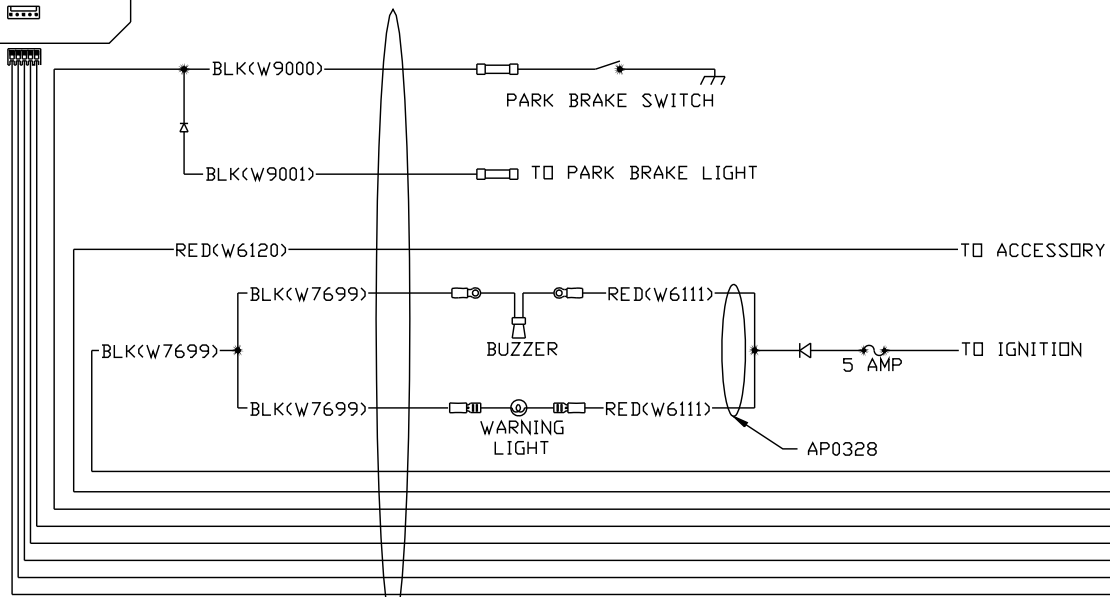 BLK(W9000)
PARK BRAKE SWITCH
BLK(W9001)
TO PARK BRAKE LIGHT
RED(W6120)
TO ACCESSORY
BLK(W7699)
RED(W6111)
BUZZER
BLK(W7699)
TO IGNITION
5 AMP
BLK(W7699)
RED(W6111)
WARNING
LIGHT
AP0328